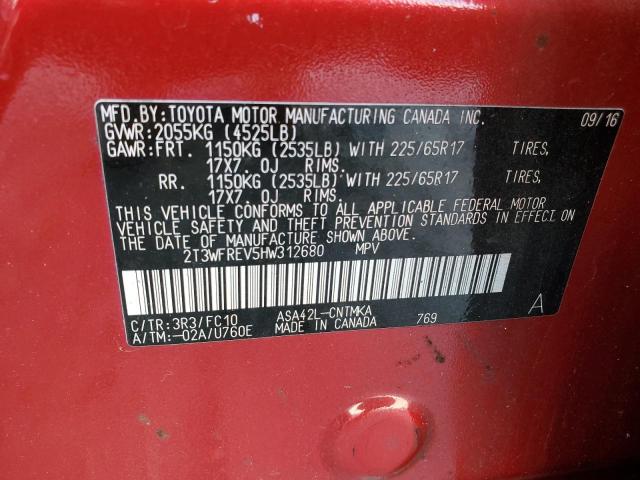 MFD.BY:TOYOTA MOTOR MANUFACTURING CANADA INC. 09/16
GVWR:2055KG (4525LB)
GAWR:FRT. 1150KG (2535LB) WITH 225/65R17 TIRES,
17X7.0J RIMS.
RR. 1150KG (2535LB) WITH 225/65R17 TIRES,
17X7.0J RIMS.
THIS VEHICLE CONFORMS TO ALL APPLICABLE FEDERAL MOTOR
VEHICLE SAFETY AND THEFT PREVENTION STANDARDS IN EFFECT ON
THE DATE OF MANUFACTURE SHOWN ABOVE.
2T3WFREV5HW312680 MPV
C/TR:3R3/FC10 ASA42L-CNTMKA A
A/TM:-02A/U760E MADE IN CANADA 769